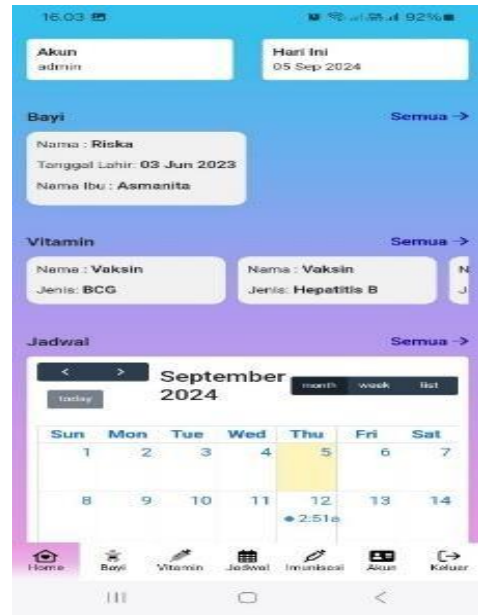 16.03 92%
Akun
admin
Hari Ini
05 Sep 2024
Bayi Semua →
Nama : Riska
Tanggal Lahir: 03 Jun 2023
Nama Ibu : Asmanita
Vitamin Semua →
Nama : Vaksin
Jenis: BCG
Nama : Vaksin
Jenis: Hepatitis B
N
J
Jadwal Semua →
< >
today
September
2024
month week list
Sun Mon Tue Wed Thu Fri Sat
1 2 3 4 5 6 7
8 9 10 11 12 13 14
2:51a
Home Bayi Vitamin Jadwal Imunisasi Akun Keluar